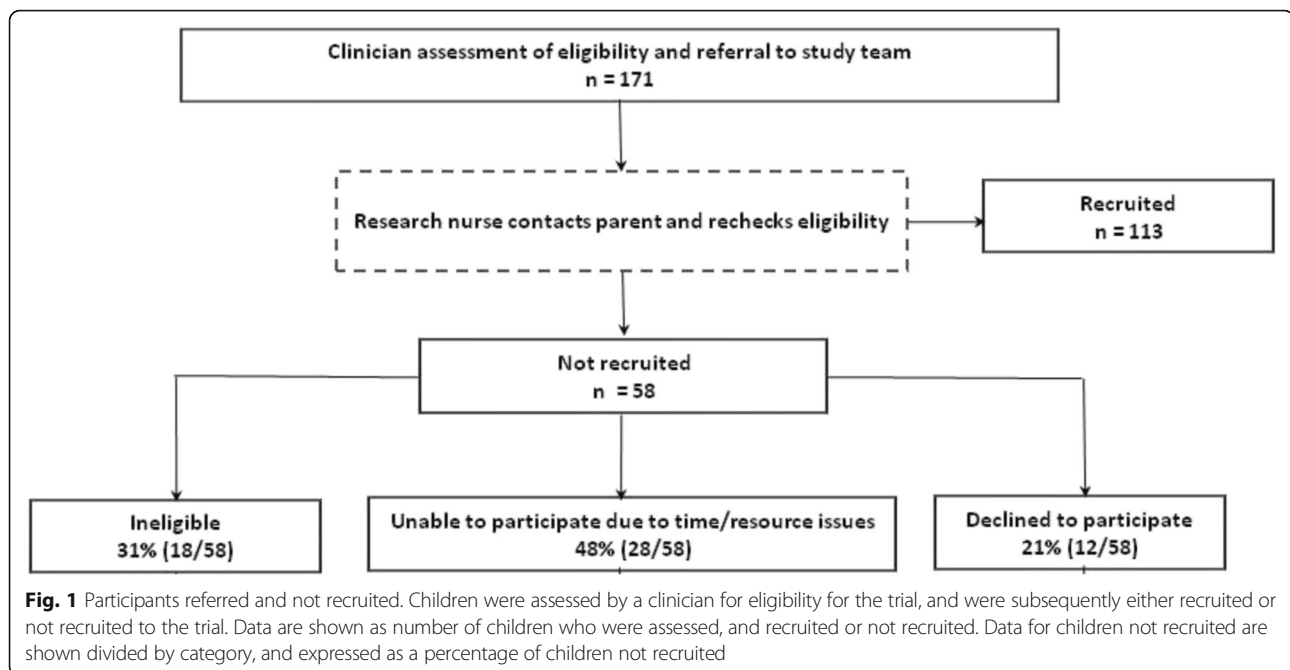 Clinician assessment of eligibility and referral to study team
n = 171
Research nurse contacts parent and rechecks eligibility
Recruited
n = 113
Not recruited
n = 58
Ineligible
31% (18/58)
Unable to participate due to time/resource issues
48% (28/58)
Declined to participate
21% (12/58)
Fig. 1 Participants referred and not recruited. Children were assessed by a clinician for eligibility for the trial, and were subsequently either recruited or
not recruited to the trial. Data are shown as number of children who were assessed, and recruited or not recruited. Data for children not recruited are
shown divided by category, and expressed as a percentage of children not recruited